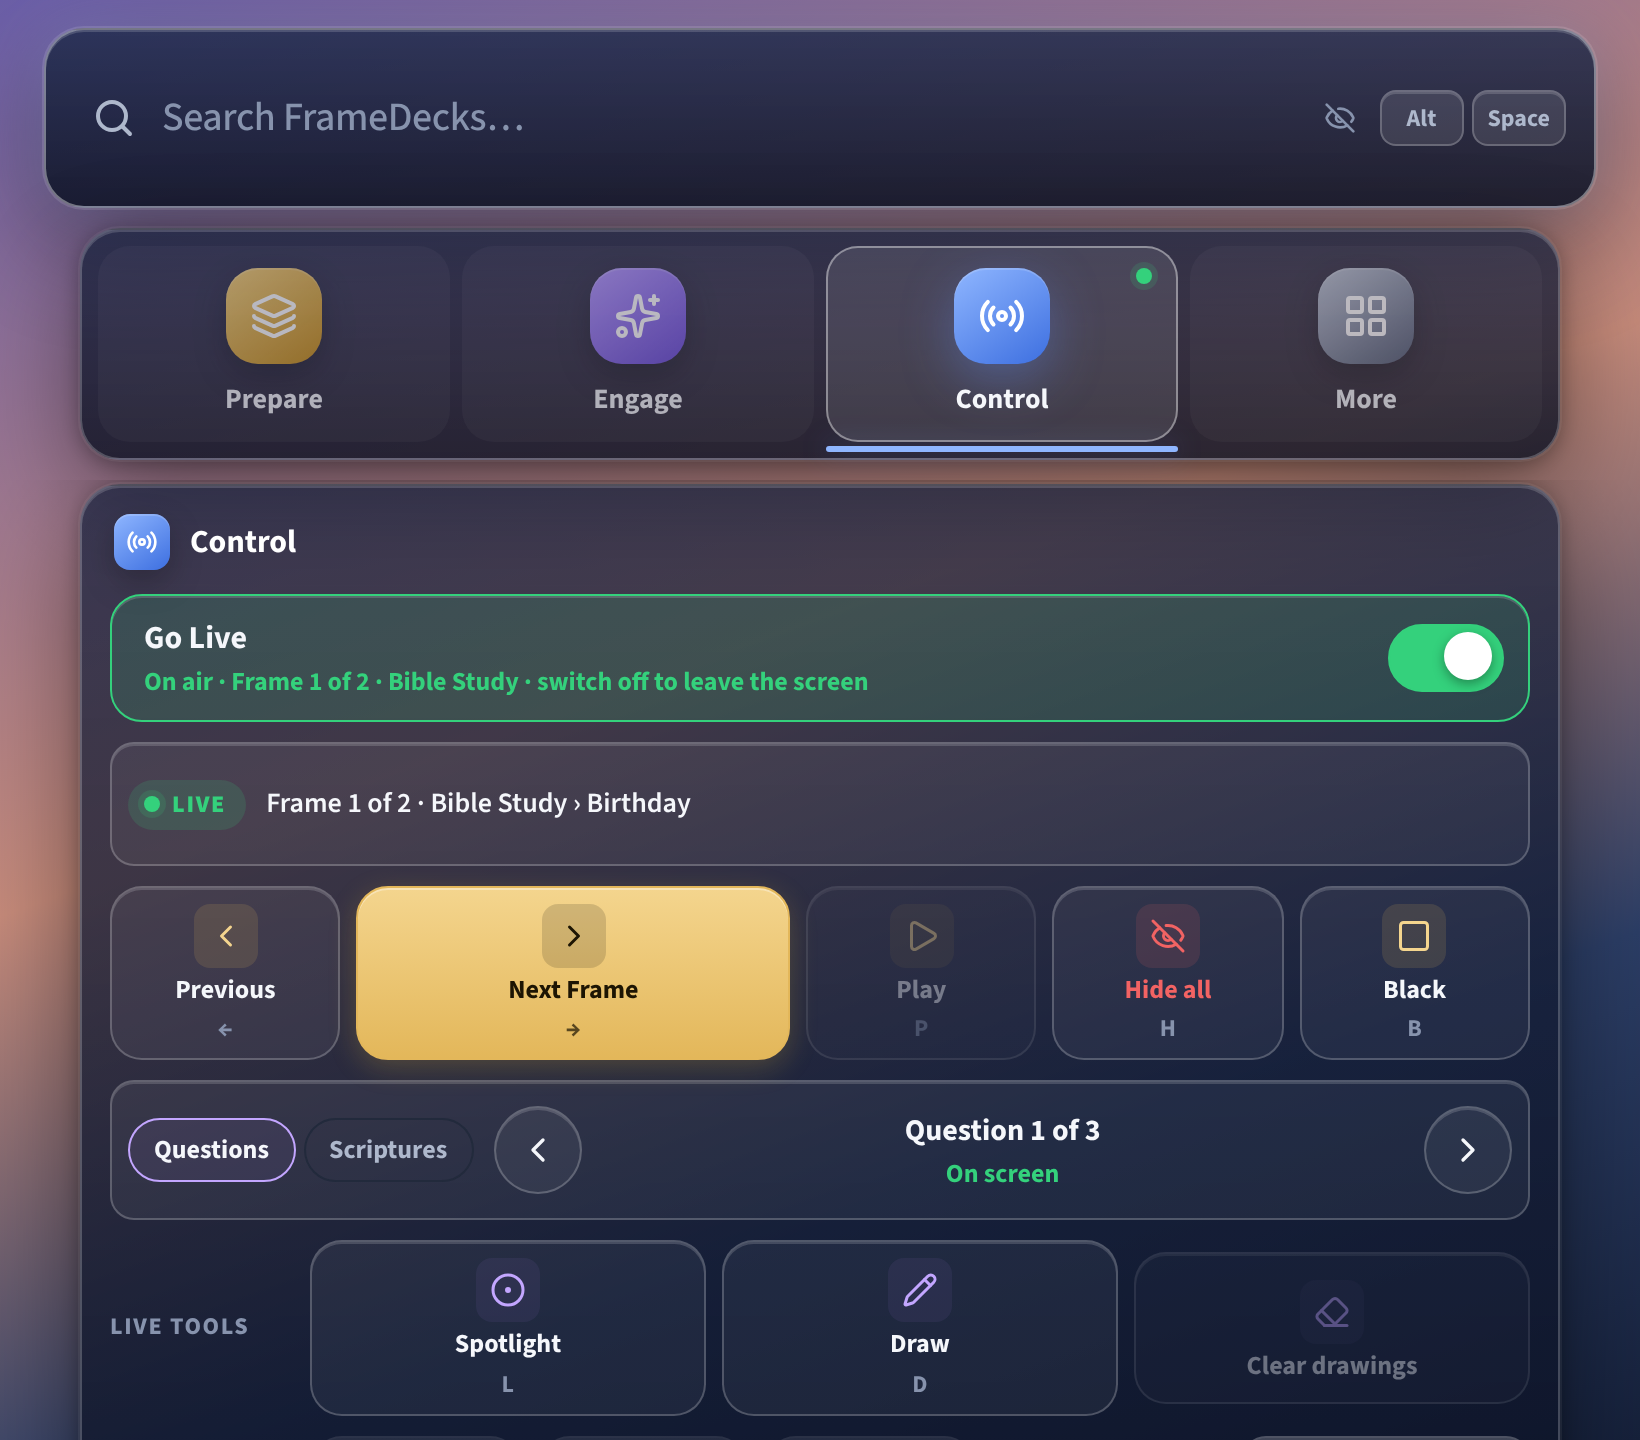 Search FrameDecks…
Alt
Space
Prepare
Engage
Control
More
Control
Go Live
On air · Frame 1 of 2 · Bible Study · switch off to leave the screen
LIVE
Frame 1 of 2 · Bible Study › Birthday
Previous
←
Next Frame
→
Play
P
Hide all
H
Black
B
Questions
Scriptures
Question 1 of 3
On screen
LIVE TOOLS
Spotlight
L
Draw
D
Clear drawings